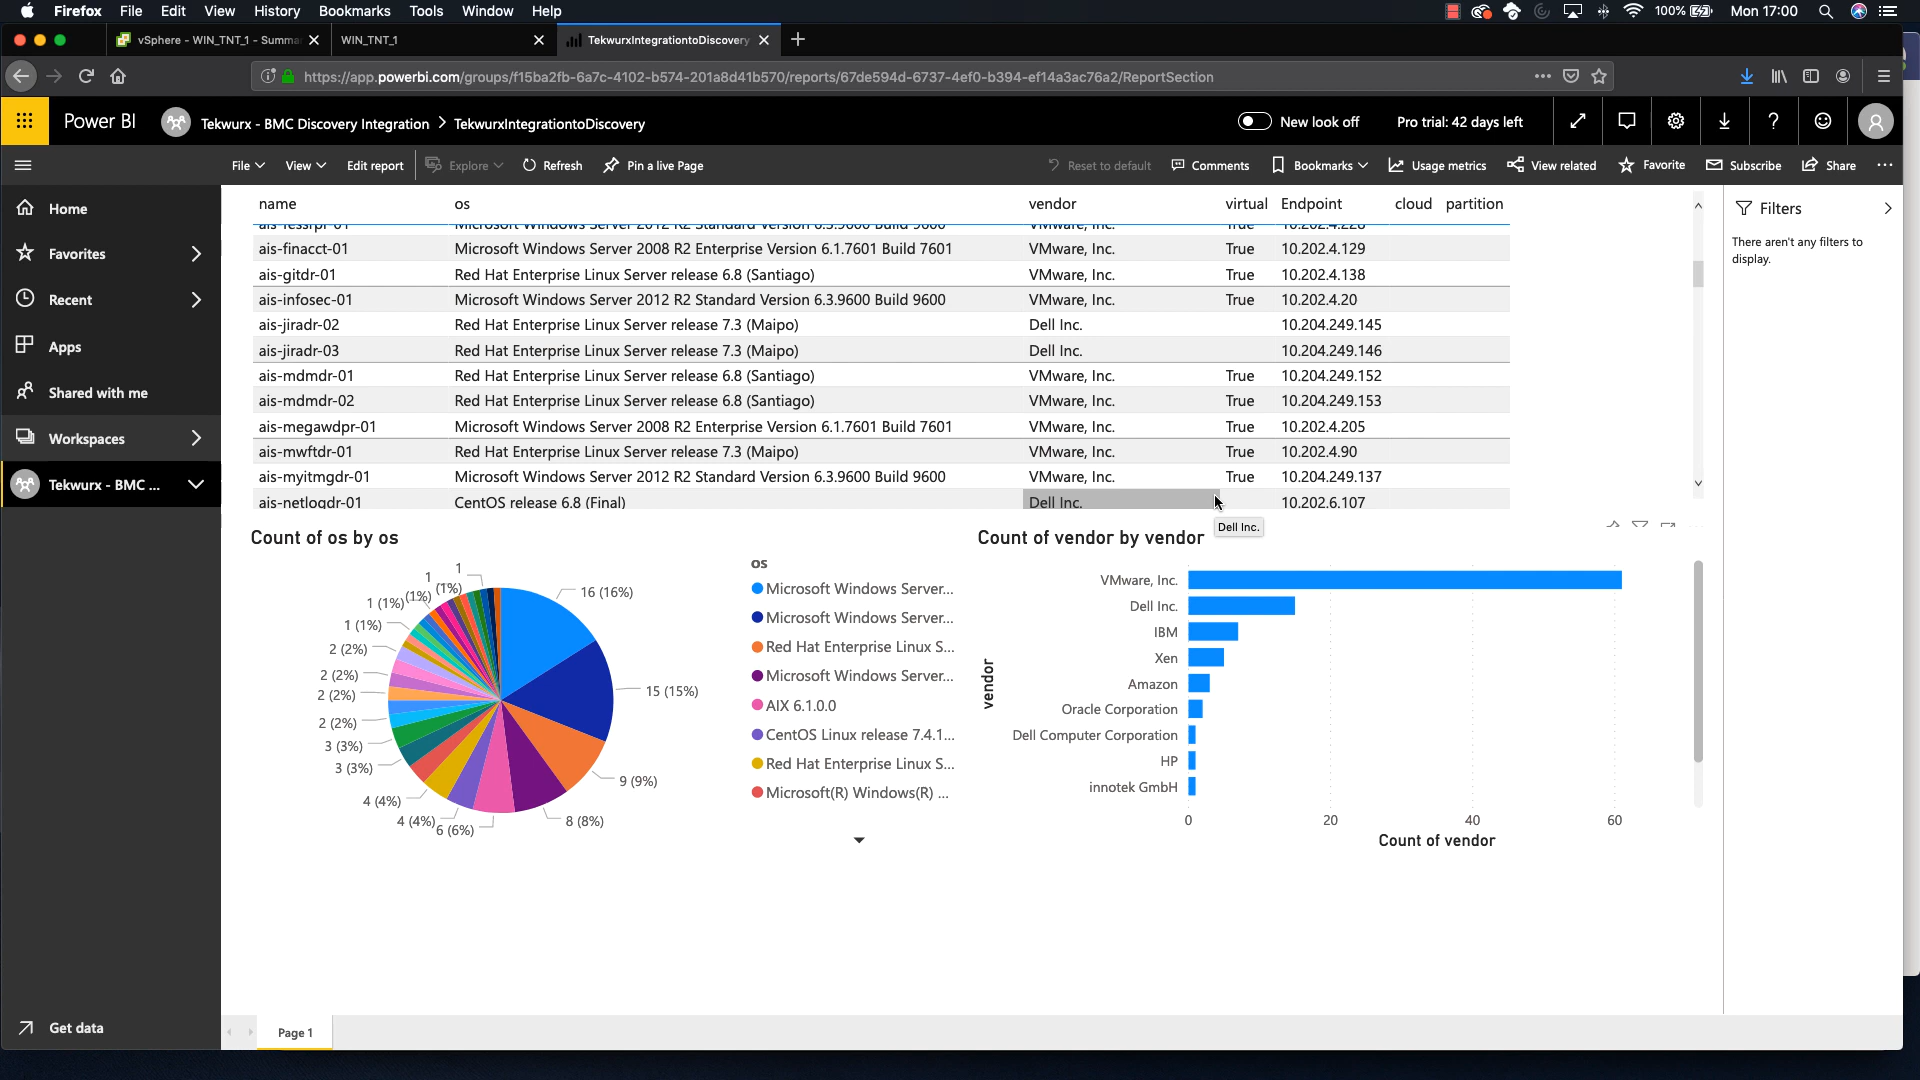 Firefox File Edit View History Bookmarks Tools Window Help 100% Mon 17:00
vSphere - WIN_TNT_1 - Summa WIN_TNT_1 TekwurxIntegrationtoDiscovery
https://app.powerbi.com/groups/f15ba2fb-6a7c-4102-b574-201a8d41b570/reports/67de594d-6737-4ef0-b394-ef14a3ac76a2/ReportSection
Power BI Tekwurx - BMC Discovery Integration > TekwurxIntegrationtoDiscovery New look off Pro trial: 42 days left
File View Edit report Explore Refresh Pin a live Page Reset to default Comments Bookmarks Usage metrics View related Favorite Subscribe Share
Home
Favorites
Recent
Apps
Shared with me
Workspaces
Tekwurx - BMC ...
Get data
name os vendor virtual Endpoint cloud partition
ais-finacct-01 Microsoft Windows Server 2008 R2 Enterprise Version 6.1.7601 Build 7601 VMware, Inc. True 10.202.4.129
ais-gitdr-01 Red Hat Enterprise Linux Server release 6.8 (Santiago) VMware, Inc. True 10.202.4.138
ais-infosec-01 Microsoft Windows Server 2012 R2 Standard Version 6.3.9600 Build 9600 VMware, Inc. True 10.202.4.20
ais-jiradr-02 Red Hat Enterprise Linux Server release 7.3 (Maipo) Dell Inc. 10.204.249.145
ais-jiradr-03 Red Hat Enterprise Linux Server release 7.3 (Maipo) Dell Inc. 10.204.249.146
ais-mdmdr-01 Red Hat Enterprise Linux Server release 6.8 (Santiago) VMware, Inc. True 10.204.249.152
ais-mdmdr-02 Red Hat Enterprise Linux Server release 6.8 (Santiago) VMware, Inc. True 10.204.249.153
ais-megawdpr-01 Microsoft Windows Server 2008 R2 Enterprise Version 6.1.7601 Build 7601 VMware, Inc. True 10.202.4.205
ais-mwftdr-01 Red Hat Enterprise Linux Server release 7.3 (Maipo) VMware, Inc. True 10.202.4.90
ais-myitmgdr-01 Microsoft Windows Server 2012 R2 Standard Version 6.3.9600 Build 9600 VMware, Inc. True 10.204.249.137
ais-netlogdr-01 CentOS release 6.8 (Final) Dell Inc. 10.202.6.107
Dell Inc.
Filters
There aren't any filters to
display.
Count of os by os
16 (16%)
15 (15%)
9 (9%)
8 (8%)
6 (6%)
4 (4%)
4 (4%)
3 (3%)
3 (3%)
2 (2%)
2 (2%)
2 (2%)
2 (2%)
1 (1%)
1 (1%)
(1%)
1 (1%)
1
os
Microsoft Windows Server...
Microsoft Windows Server...
Red Hat Enterprise Linux S...
Microsoft Windows Server...
AIX 6.1.0.0
CentOS Linux release 7.4.1...
Red Hat Enterprise Linux S...
Microsoft(R) Windows(R) ...
Count of vendor by vendor
vendor
VMware, Inc.
Dell Inc.
IBM
Xen
Amazon
Oracle Corporation
Dell Computer Corporation
HP
innotek GmbH
0 20 40 60
Count of vendor
Page 1